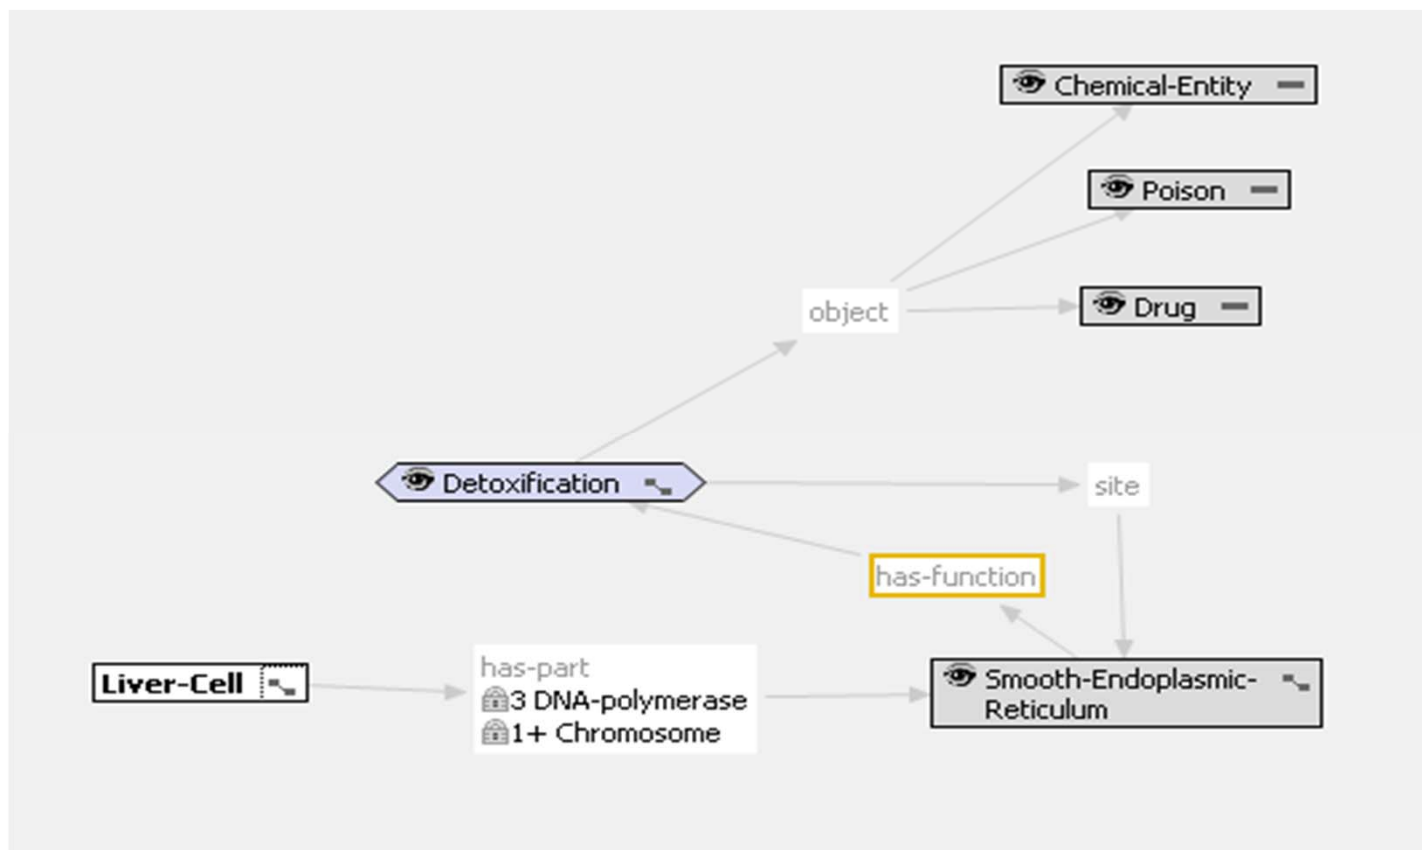 Chemical-Entity
Poison
Drug
object
Detoxification
site
has-function
Liver-Cell
has-part
3 DNA-polymerase
1+ Chromosome
Smooth-Endoplasmic-
Reticulum